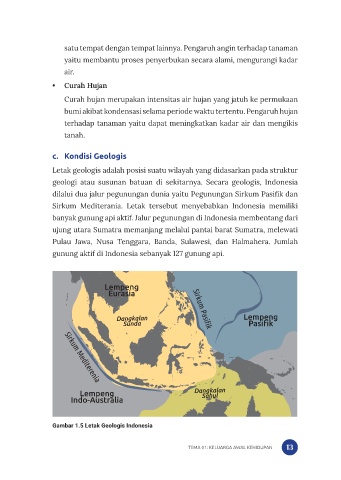 satu tempat dengan tempat lainnya. Pengaruh angin terhadap tanaman
yaitu membantu proses penyerbukan secara alami, mengurangi kadar
air.
• Curah Hujan
Curah hujan merupakan intensitas air hujan yang jatuh ke permukaan
bumi akibat kondensasi selama periode waktu tertentu. Pengaruh hujan
terhadap tanaman yaitu dapat meningkatkan kadar air dan mengikis
tanah.
c. Kondisi Geologis
Letak geologis adalah posisi suatu wilayah yang didasarkan pada struktur
geologi atau susunan batuan di sekitarnya. Secara geologis, Indonesia
dilalui dua jalur pegunungan dunia yaitu Pegunungan Sirkum Pasifik dan
Sirkum Mediterania. Letak tersebut menyebabkan Indonesia memiliki
banyak gunung api aktif. Jalur pegunungan di Indonesia membentang dari
ujung utara Sumatra memanjang melalui pantai barat Sumatra, melewati
Pulau Jawa, Nusa Tenggara, Banda, Sulawesi, dan Halmahera. Jumlah
gunung aktif di Indonesia sebanyak 127 gunung api.
Lempeng
Eurasia
Sirkum Pasifik
Dangkalan
Sunda
Lempeng
Pasifik
Sirkum Mediterenia
Dangkalan
Sahul
Lempeng
Indo-Australia
Gambar 1.5 Letak Geologis Indonesia
TEMA 01: KELUARGA AWAL KEHIDUPAN 13